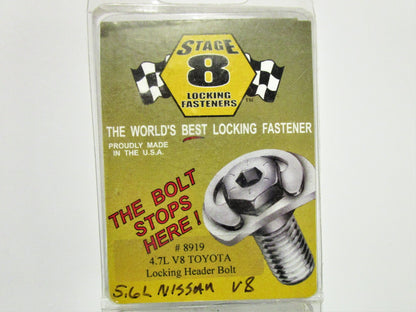 STAGE
8
LOCKING
FASTENERS
TM
THE WORLD'S BEST LOCKING FASTENER
PROUDLY MADE
IN THE U.S.A.
THE BOLT
STOPS
HERE!
# 8919
4.7L V8 TOYOTA
Locking Header Bolt
5.6L NISSAN V8